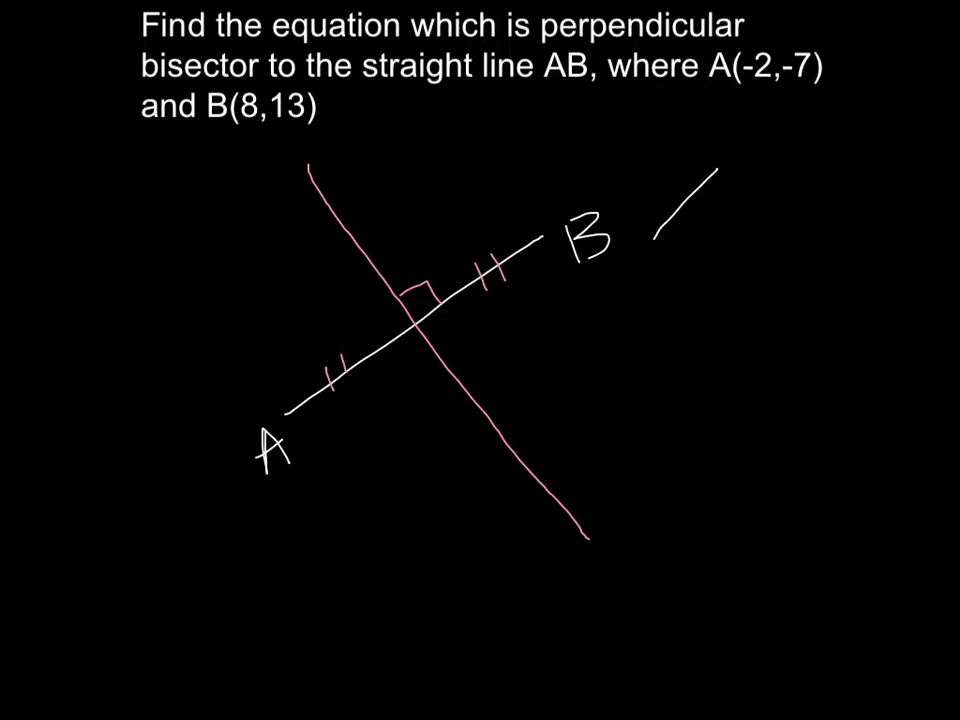 Find the equation which is perpendicular
bisector to the straight line AB, where A(-2,-7)
and B(8,13)
B
A